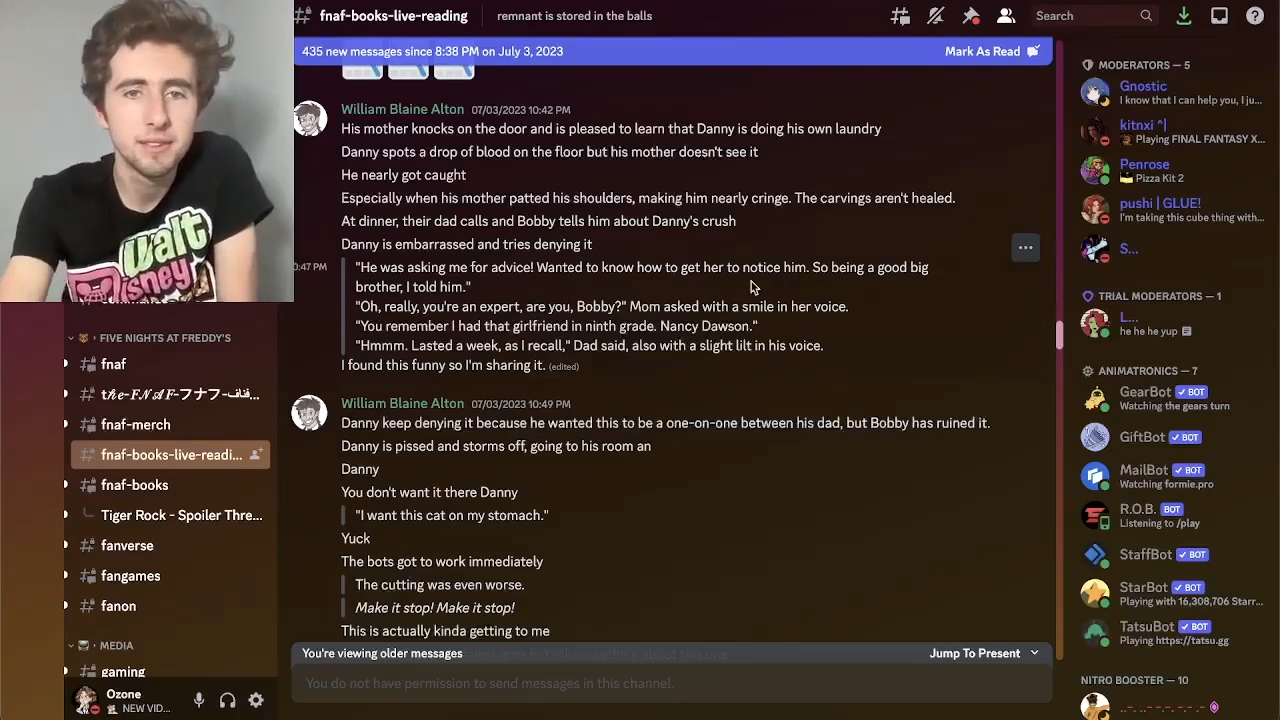 fnaf-books-live-reading
remnant is stored in the balls
Search
435 new messages since 8:38 PM on July 3, 2023
Mark As Read
William Blaine Alton 07/03/2023 10:42 PM
His mother knocks on the door and is pleased to learn that Danny is doing his own laundry
Danny spots a drop of blood on the floor but his mother doesn't see it
He nearly got caught
Especially when his mother patted his shoulders, making him nearly cringe. The carvings aren't healed.
At dinner, their dad calls and Bobby tells him about Danny's crush
Danny is embarrassed and tries denying it
0:47 PM
"He was asking me for advice! Wanted to know how to get her to notice him. So being a good big
brother, I told him."
"Oh, really, you're an expert, are you, Bobby?" Mom asked with a smile in her voice.
"You remember I had that girlfriend in ninth grade. Nancy Dawson."
"Hmmm. Lasted a week, as I recall," Dad said, also with a slight lilt in his voice.
I found this funny so I'm sharing it. (edited)
William Blaine Alton 07/03/2023 10:49 PM
Danny keep denying it because he wanted this to be a one-on-one between his dad, but Bobby has ruined it.
Danny is pissed and storms off, going to his room an
Danny
You don't want it there Danny
"I want this cat on my stomach."
Yuck
The bots got to work immediately
The cutting was even worse.
Make it stop! Make it stop!
This is actually kinda getting to me
You're viewing older messages
Jump To Present
You do not have permission to send messages in this channel.
walt
Disney
FIVE NIGHTS AT FREDDY'S
fnaf
fnaf-merch
fnaf-books-live-readi...
fnaf-books
Tiger Rock - Spoiler Thre...
fanverse
fangames
fanon
MEDIA
gaming
Ozone
NEW VID...
MODERATORS — 5
Gnostic
I know that I can help you, I ju...
kitnxi ^|
Playing FINAL FANTASY X...
Penrose
Pizza Kit 2
pushi | GLUE!
I'm taking this cube thing with...
S...
TRIAL MODERATORS — 1
L...
he he he yup
ANIMATRONICS — 7
GearBot BOT
Watching the gears turn
GiftBot BOT
MailBot BOT
Watching formie.pro
R.O.B. BOT
Listening to /play
StaffBot BOT
StarBot BOT
Playing with 16,308,706 Starr...
TatsuBot BOT
Playing https://tatsu.gg
NITRO BOOSTER — 10